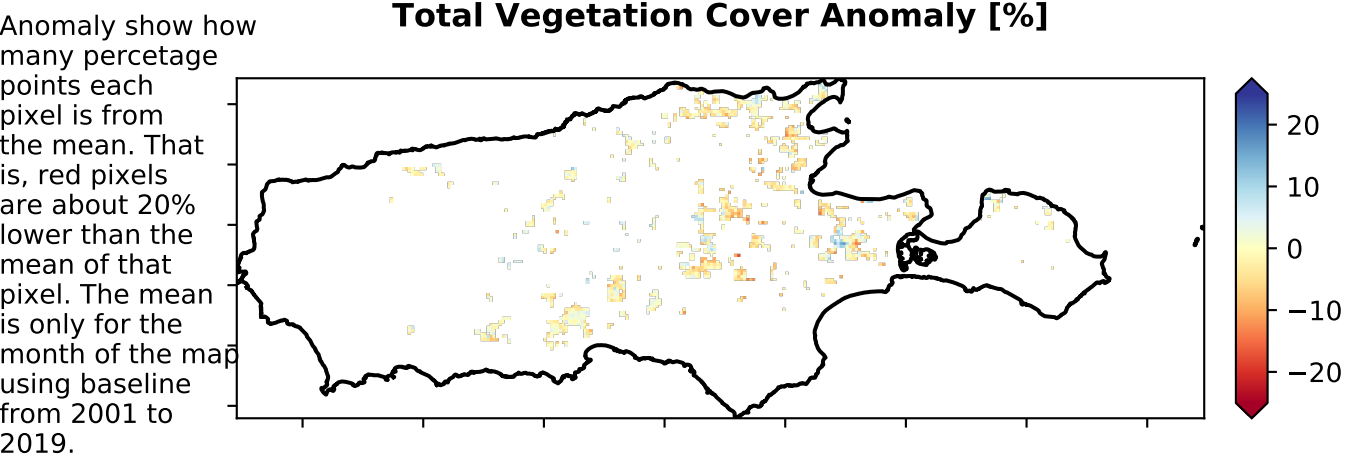 Total Vegetation Cover Anomaly [%]
Anomaly show how
many percetage
points each
pixel is from
the mean. That
is, red pixels
are about 20%
lower than the
mean of that
pixel. The mean
is only for the
month of the map
using baseline
from 2001 to
2019.
20
10
0
−10
−20